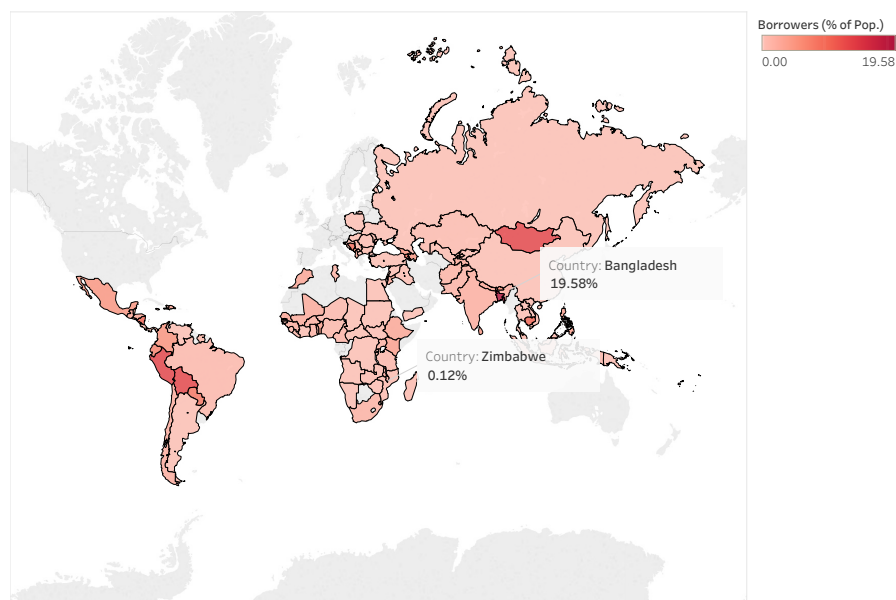 Borrowers (% of Pop.)
0.00 19.58
Country: Bangladesh
19.58%
Country: Zimbabwe
0.12%